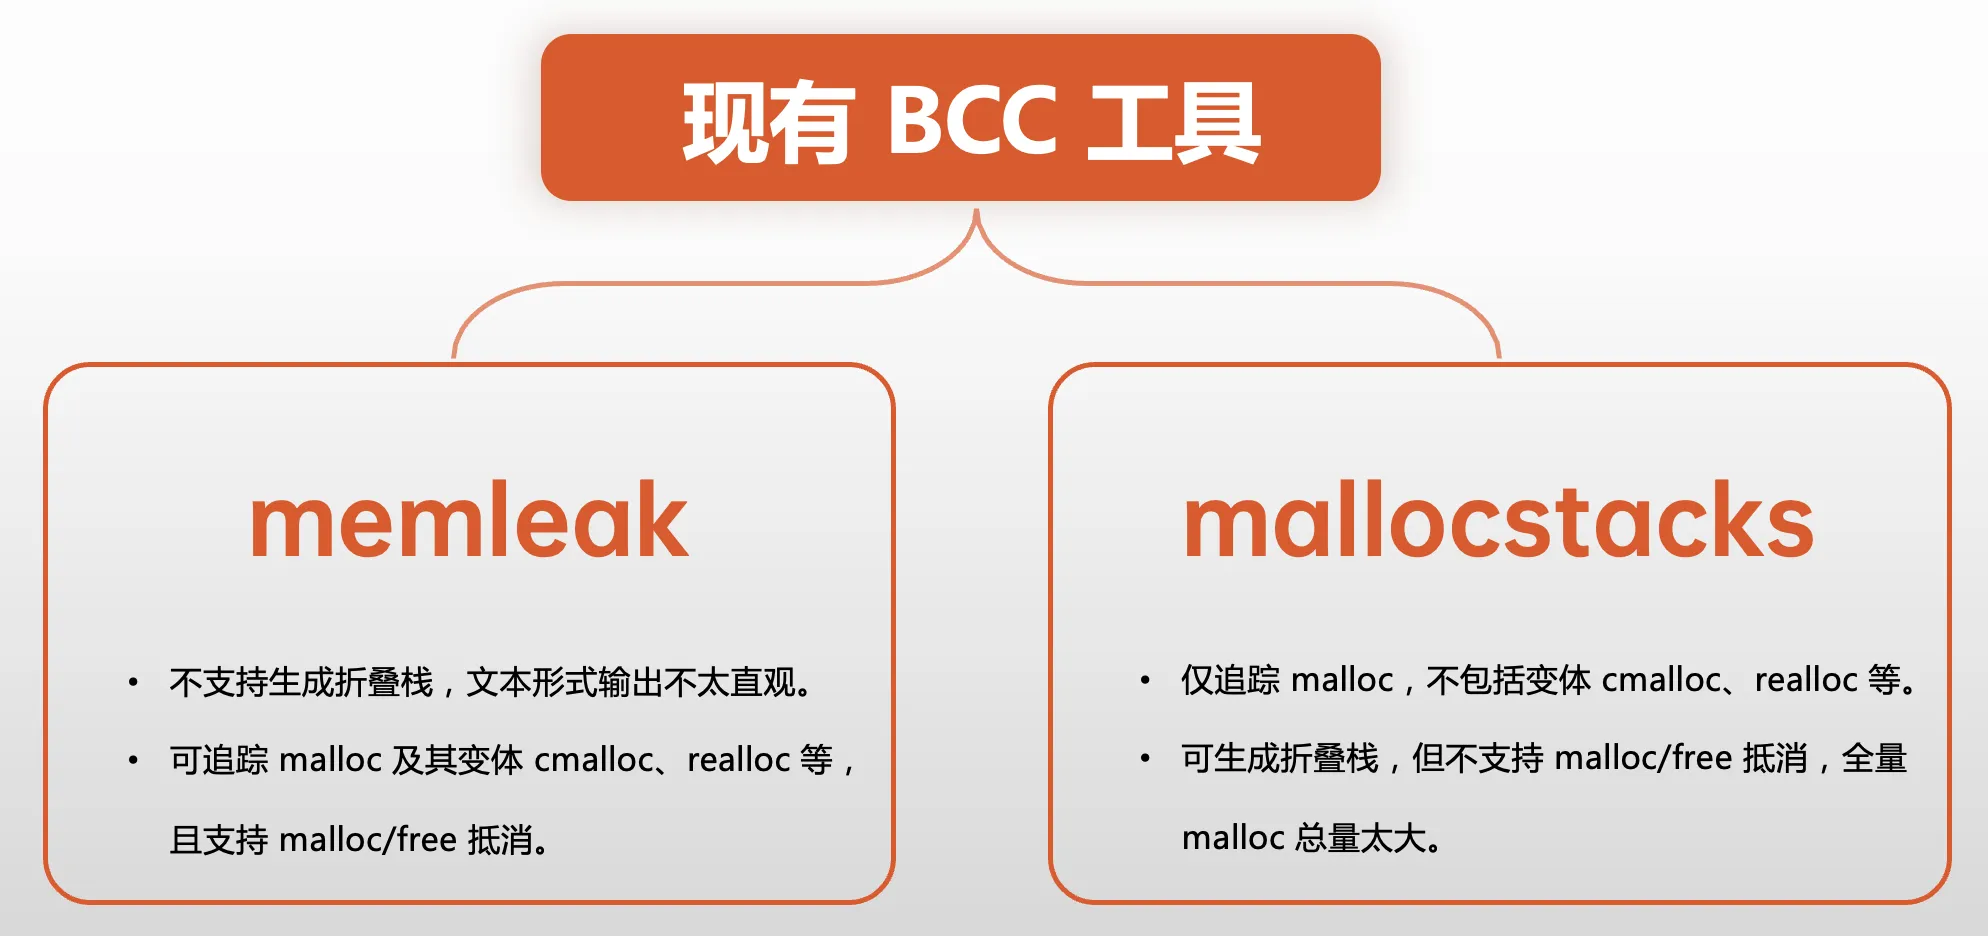 现有 BCC 工具
memleak
• 不支持生成折叠栈，文本形式输出不太直观。
• 可追踪 malloc 及其变体 cmalloc、realloc 等，
且支持 malloc/free 抵消。
mallocstacks
• 仅追踪 malloc，不包括变体 cmalloc、realloc 等。
• 可生成折叠栈，但不支持 malloc/free 抵消，全量
malloc 总量太大。